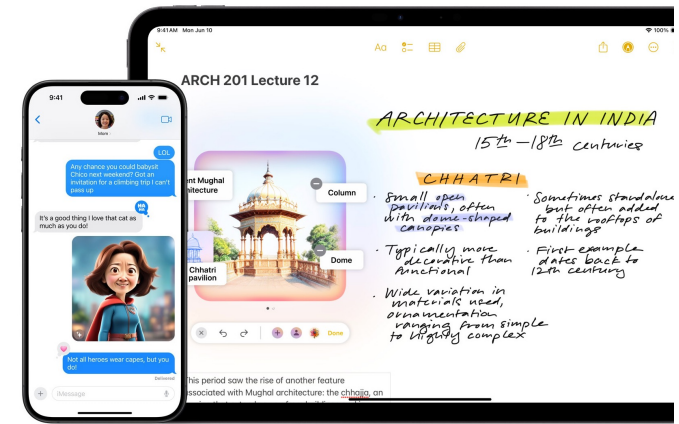 9:41
Mom
LOL
Any chance you could babysit
Chico next weekend? Got an
invitation for a climbing trip I can't
pass up
HA
HA
It's a good thing I love that cat as
much as you do!
Not all heroes wear capes, but you
do!
Delivered
iMessage
9:41 AM Mon Jun 10
100%
Aa
ARCH 201 Lecture 12
ent Mughal
hitecture
Column
Chhatri
pavilion
Dome
Done
This period saw the rise of another feature
associated with Mughal architecture: the chhajja, an
ARCHITECTURE IN INDIA
15th – 18th centuries
CHHATRI
· Small open
pavilions, often
with dome-shaped
canopies
· Typically more
decorative than
functional
· Wide variation in
materials used,
ornamentation
ranging from simple
to highly complex
· Sometimes standalone
but often added
to the rooftops of
buildings
· First example
dates back to
12th century